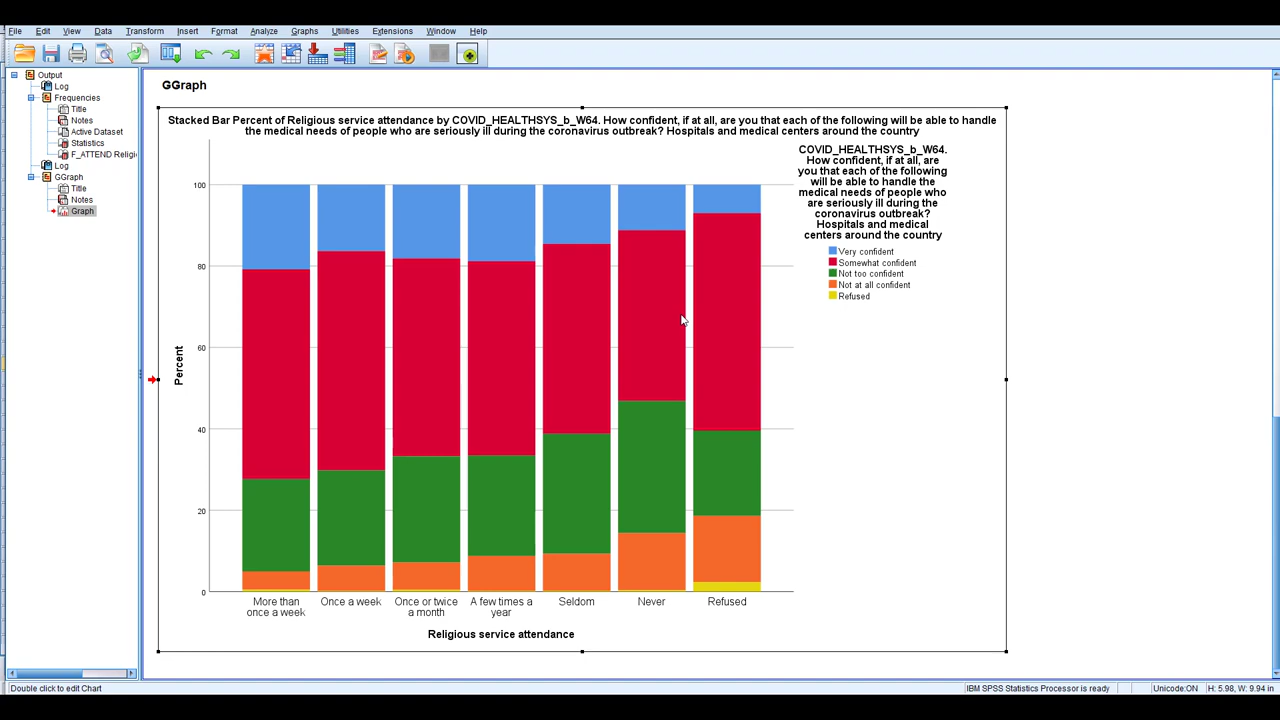 File Edit View Data Transform Insert Format Analyze Graphs Utilities Extensions Window Help
Output
Log
Frequencies
Title
Notes
Active Dataset
Statistics
F_ATTEND Religi
Log
GGraph
Title
Notes
Graph
GGraph
Stacked Bar Percent of Religious service attendance by COVID_HEALTHSYS_b_W64. How confident, if at all, are you that each of the following will be able to handle
the medical needs of people who are seriously ill during the coronavirus outbreak? Hospitals and medical centers around the country
COVID_HEALTHSYS_b_W64.
How confident, if at all, are
you that each of the following
will be able to handle the
medical needs of people who
are seriously ill during the
coronavirus outbreak?
Hospitals and medical
centers around the country
Very confident
Somewhat confident
Not too confident
Not at all confident
Refused
100
80
60
40
20
0
Percent
More than
once a week
Once a week
Once or twice
a month
A few times a
year
Seldom
Never
Refused
Religious service attendance
Double click to edit Chart
IBM SPSS Statistics Processor is ready
Unicode:ON
H: 5.98, W: 9.94 in